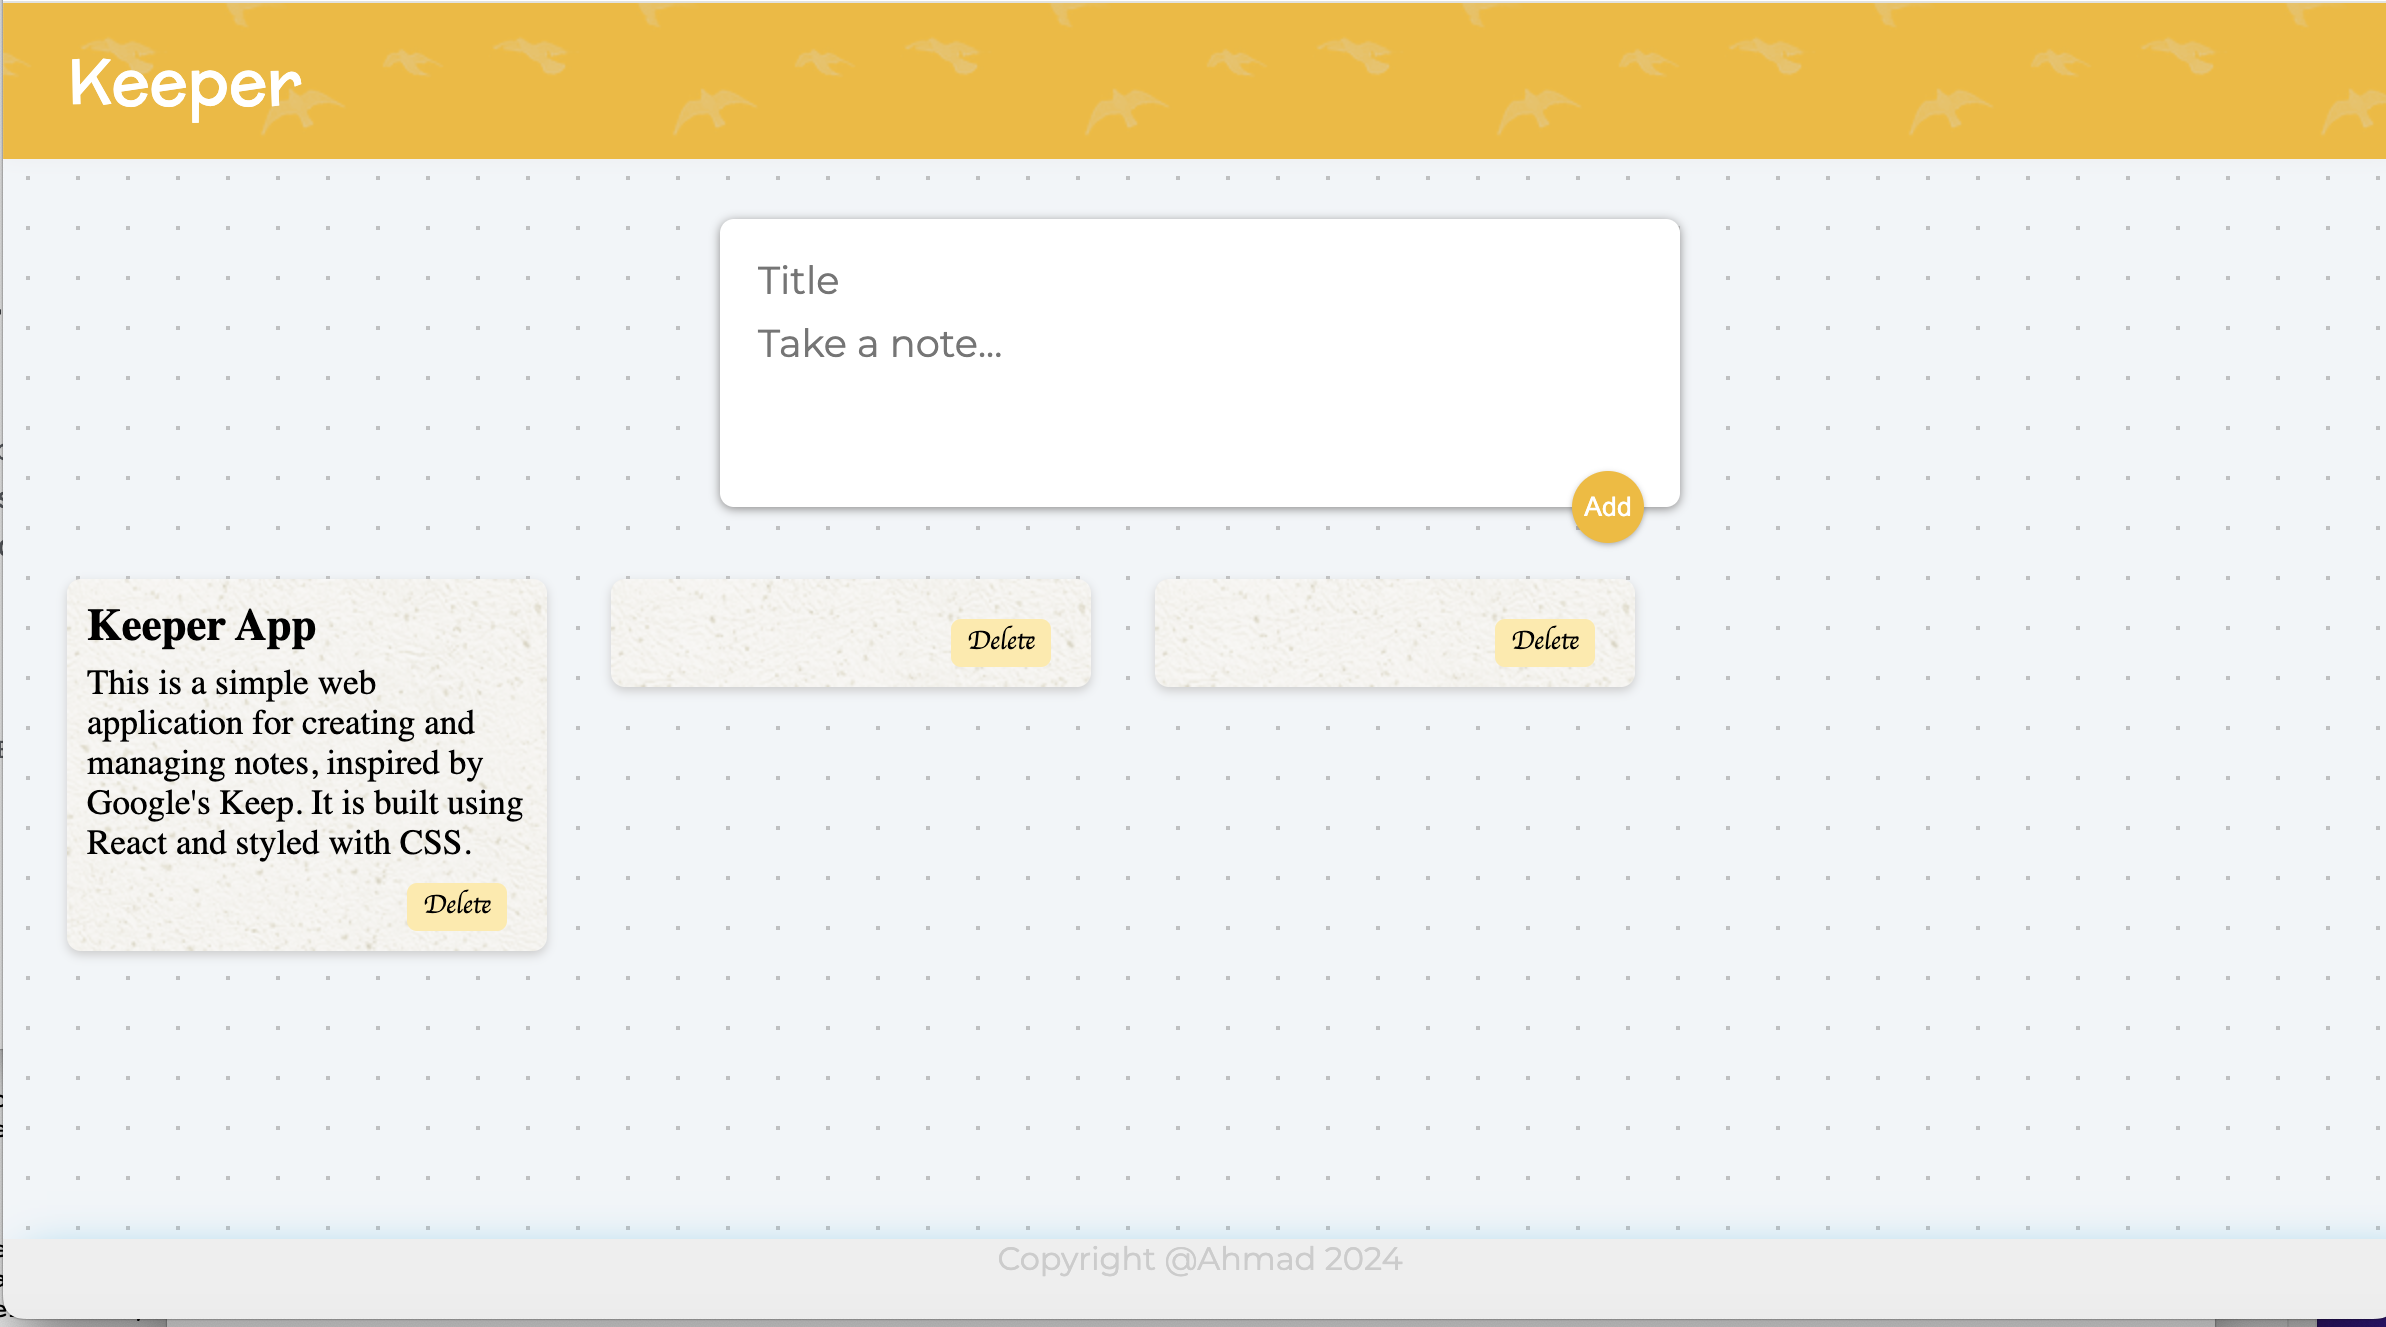 Keeper
Title
Take a note...
Add
Keeper App
This is a simple web
application for creating and
managing notes, inspired by
Google's Keep. It is built using
React and styled with CSS.
Delete
Delete
Delete
Copyright @Ahmad 2024